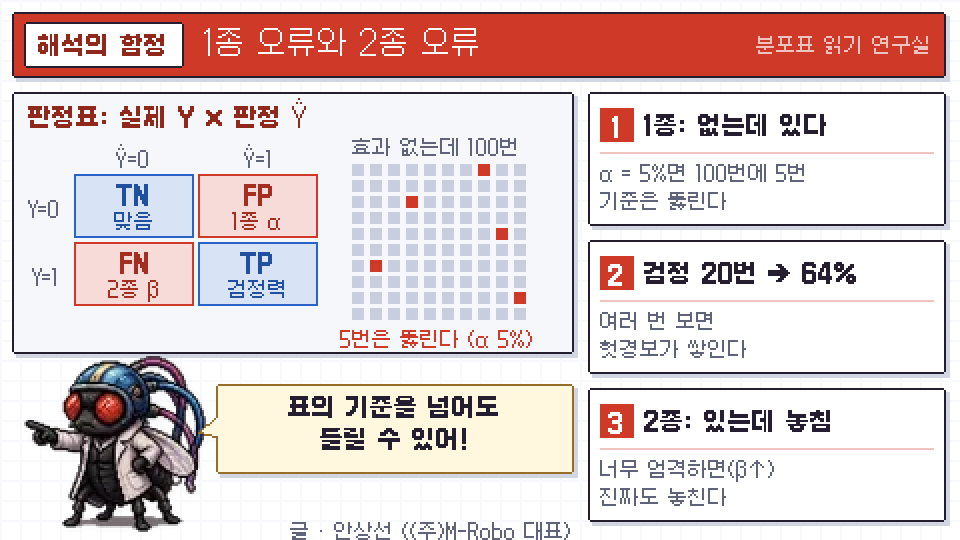 해석의 함정
1종 오류와 2종 오류
분포표 읽기 연구실
판정표: 실제 Y × 판정 Ŷ
Ŷ=0
Ŷ=1
Y=0
TN
맞음
FP
1종 α
Y=1
FN
2종 β
TP
검정력
효과 없는데 100번
5번은 뚫린다 (α 5%)
표의 기준을 넘어도
틀릴 수 있어!
글 · 안상선 ((주)M-Robo 대표)
1
1종: 없는데 있다
α = 5%면 100번에 5번
기준은 뚫린다
2
검정 20번 → 64%
여러 번 보면
헛경보가 쌓인다
3
2종: 있는데 놓침
너무 엄격하면(β↑)
진짜도 놓친다